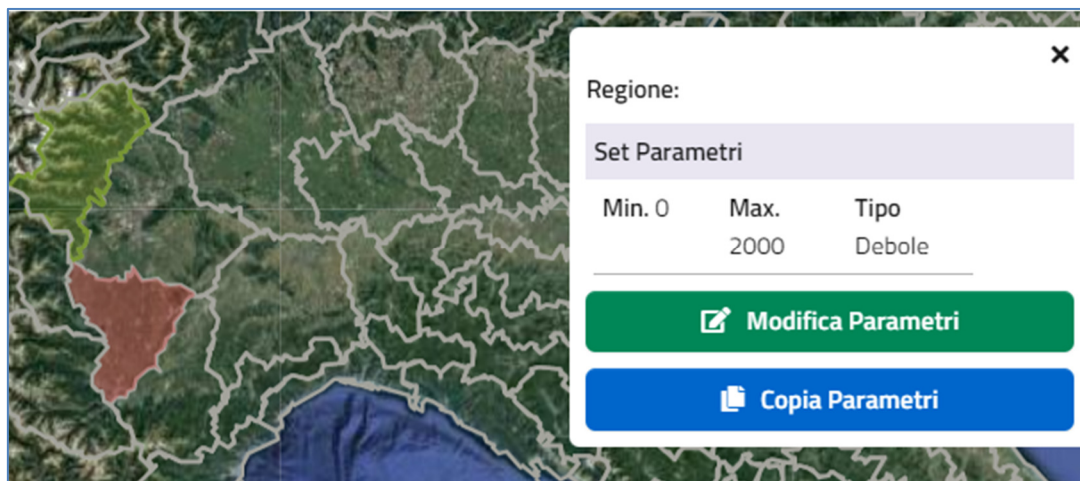 Regione:
Set Parametri
Min. 0 Max. Tipo
2000 Debole
Modifica Parametri
Copia Parametri